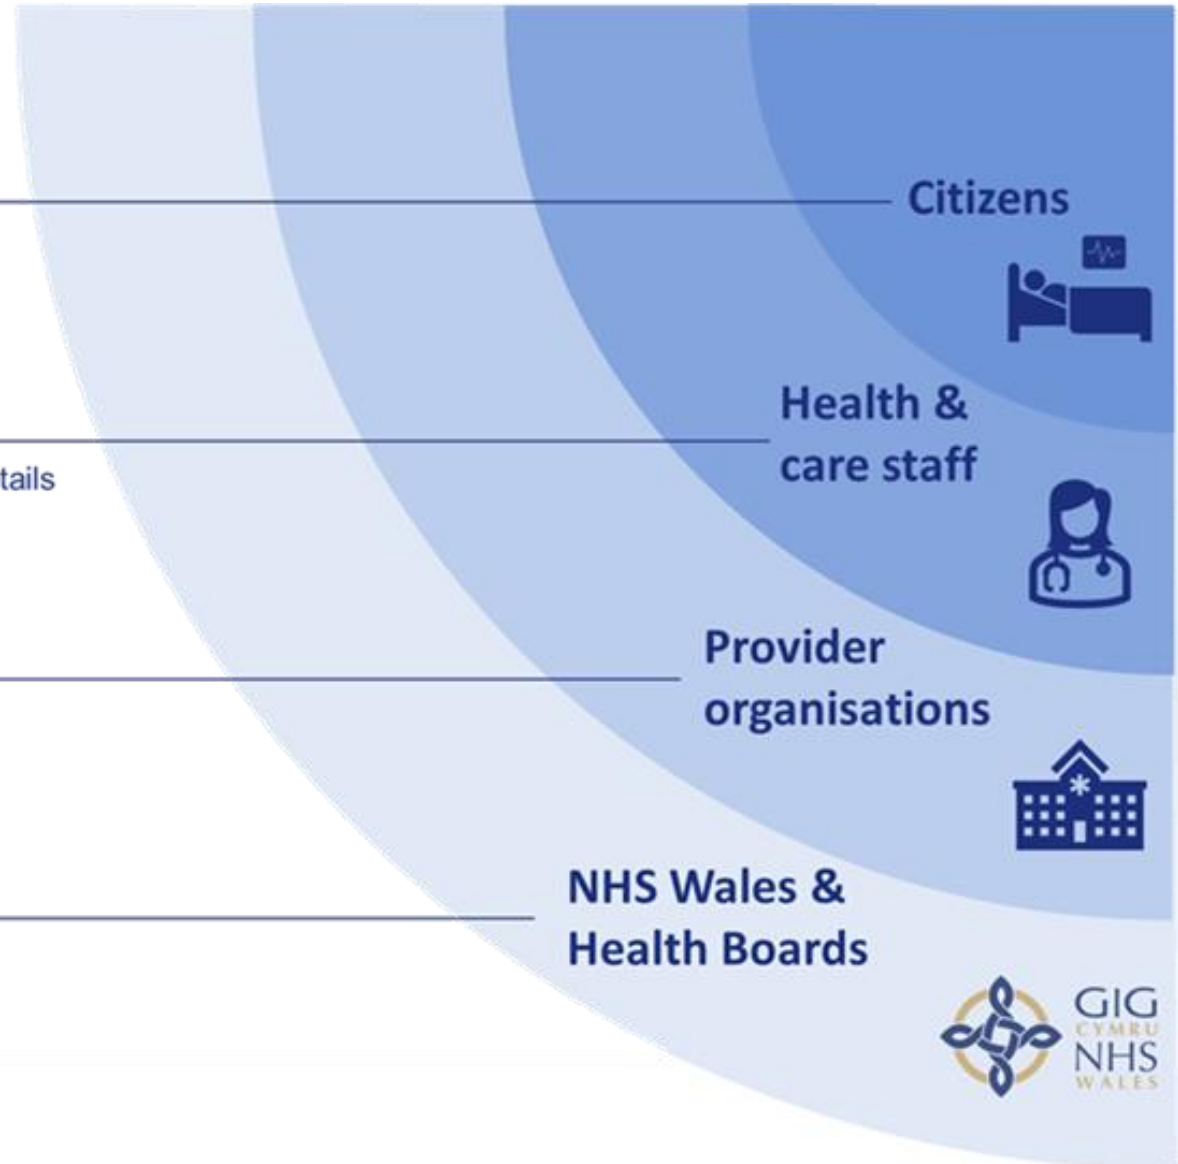 Citizens
Health &
care staff
tails
Provider
organisations
NHS Wales &
Health Boards
GIG
CYMRU
NHS
WALES